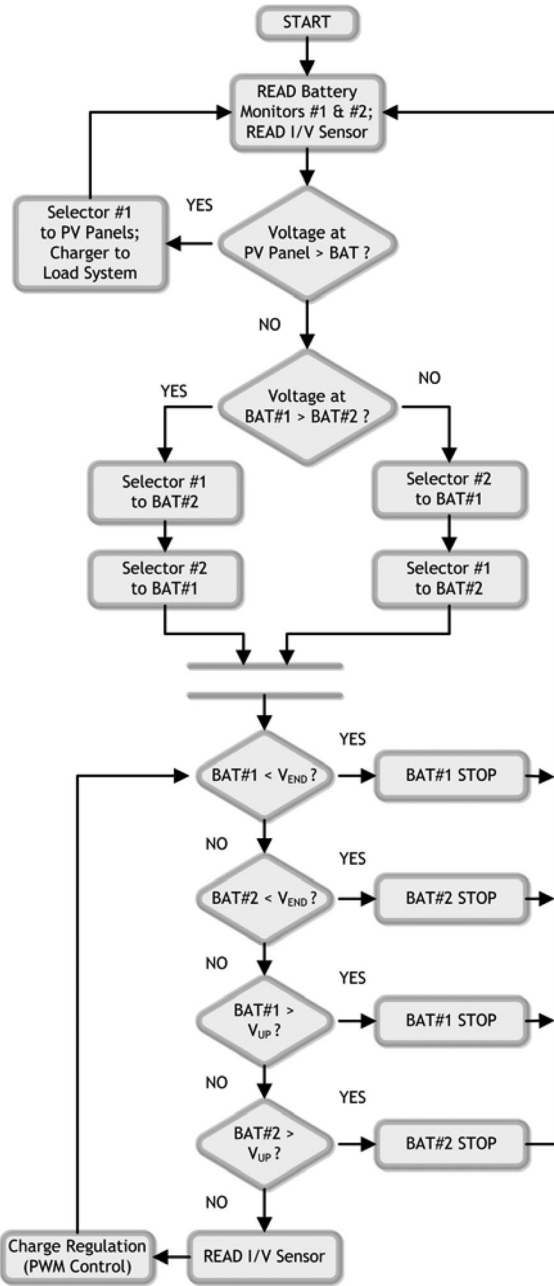 START
READ Battery
Monitors #1 & #2;
READ I/V Sensor
YES
Selector #1
to PV Panels;
Charger to
Load System
Voltage at
PV Panel > BAT ?
NO
YES
Voltage at
BAT#1 > BAT#2 ?
NO
Selector #1
to BAT#2
Selector #2
to BAT#1
Selector #2
to BAT#1
Selector #1
to BAT#2
BAT#1 < VEND ?
YES
BAT#1 STOP
NO
BAT#2 < VEND ?
YES
BAT#2 STOP
NO
BAT#1 >
VUP ?
YES
BAT#1 STOP
NO
BAT#2 >
VUP ?
YES
BAT#2 STOP
NO
Charge Regulation
(PWM Control)
READ I/V Sensor